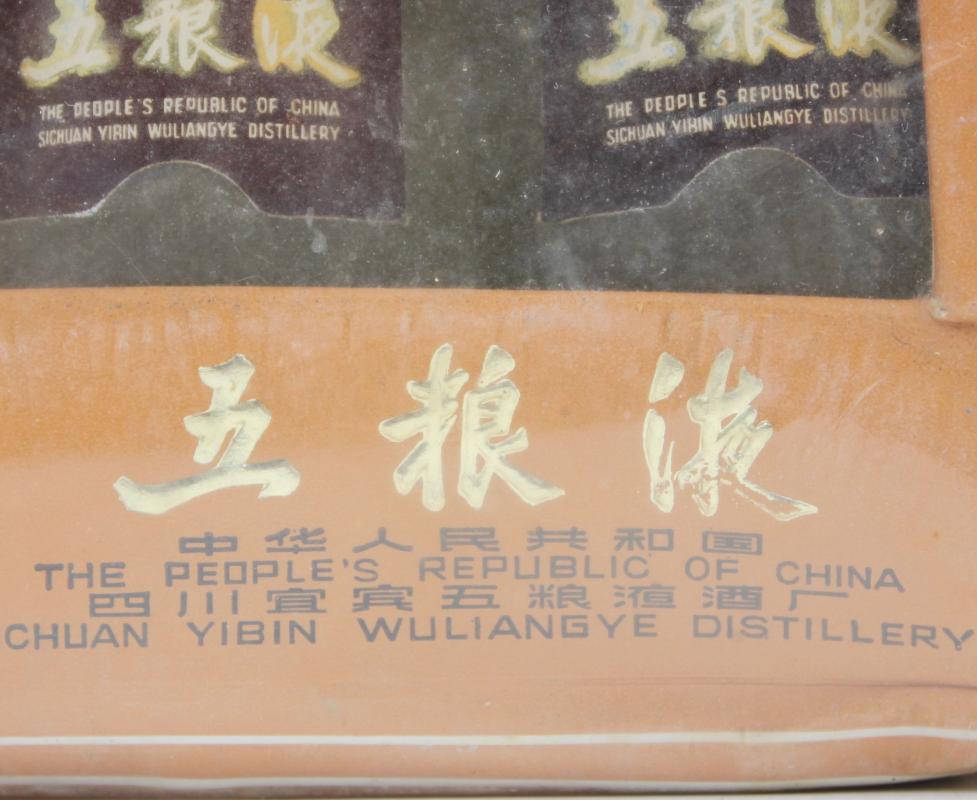 五粮液
THE PEOPLE'S REPUBLIC OF CHINA
SICHUAN YIBIN WULIANGYE DISTILLERY
五粮液
THE PEOPLE S REPUBLIC OF CHINA
SICHUAN YIBIN WULIANGYE DISTILLERY
五粮液
中华人民共和国
THE PEOPLE'S REPUBLIC OF CHINA
四川宜宾五粮液酒厂
CHUAN YIBIN WULIANGYE DISTILLERY